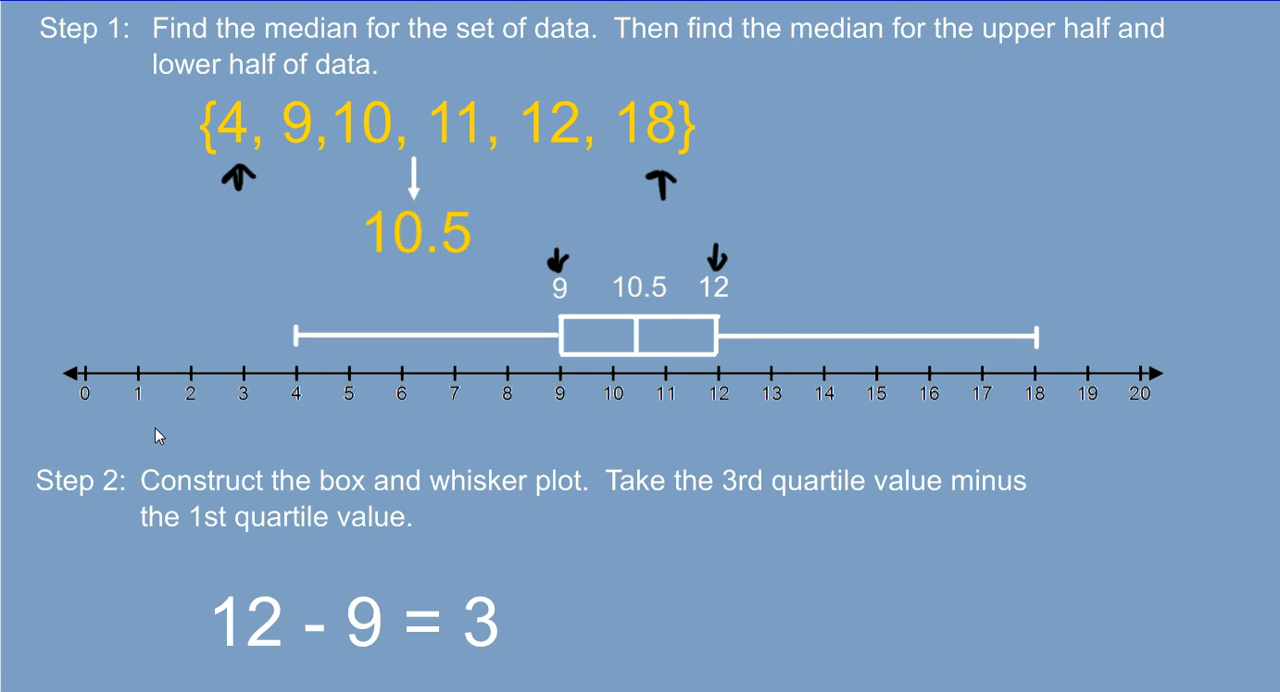 Step 1: Find the median for the set of data. Then find the median for the upper half and
lower half of data.
{4, 9,10, 11, 12, 18}
10.5
9 10.5 12
0 1 2 3 4 5 6 7 8 9 10 11 12 13 14 15 16 17 18 19 20
Step 2: Construct the box and whisker plot. Take the 3rd quartile value minus
the 1st quartile value.
12 - 9 = 3